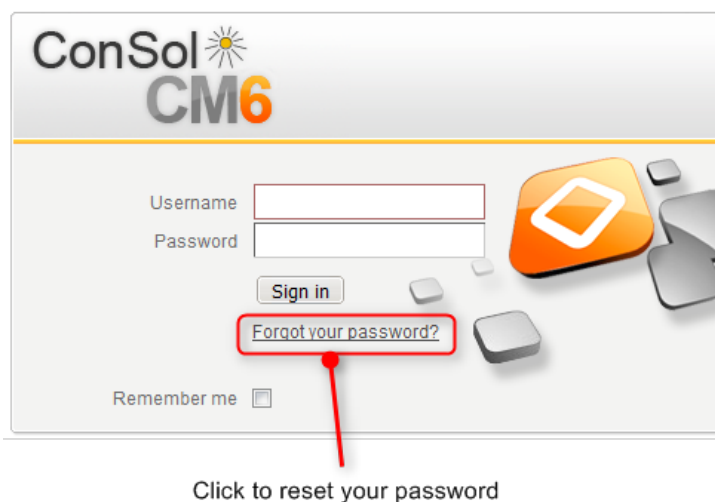 ConSol
CM6
Username
Password
Sign in
Forgot your password?
Remember me
Click to reset your password